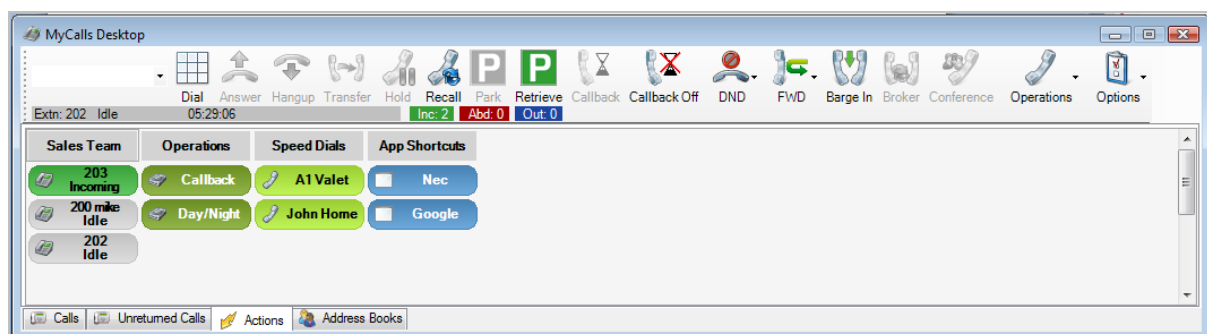 MyCalls Desktop
Dial Answer Hangup Transfer Hold Recall Park Retrieve Callback Callback Off DND FWD Barge In Broker Conference Operations Options
Extn: 202 Idle 05:29:06 Inc: 2 Abd: 0 Out: 0
Sales Team Operations Speed Dials App Shortcuts
203
Incoming
Callback A1 Valet Nec
200 mike
Idle
Day/Night John Home Google
202
Idle
Calls Unreturned Calls Actions Address Books